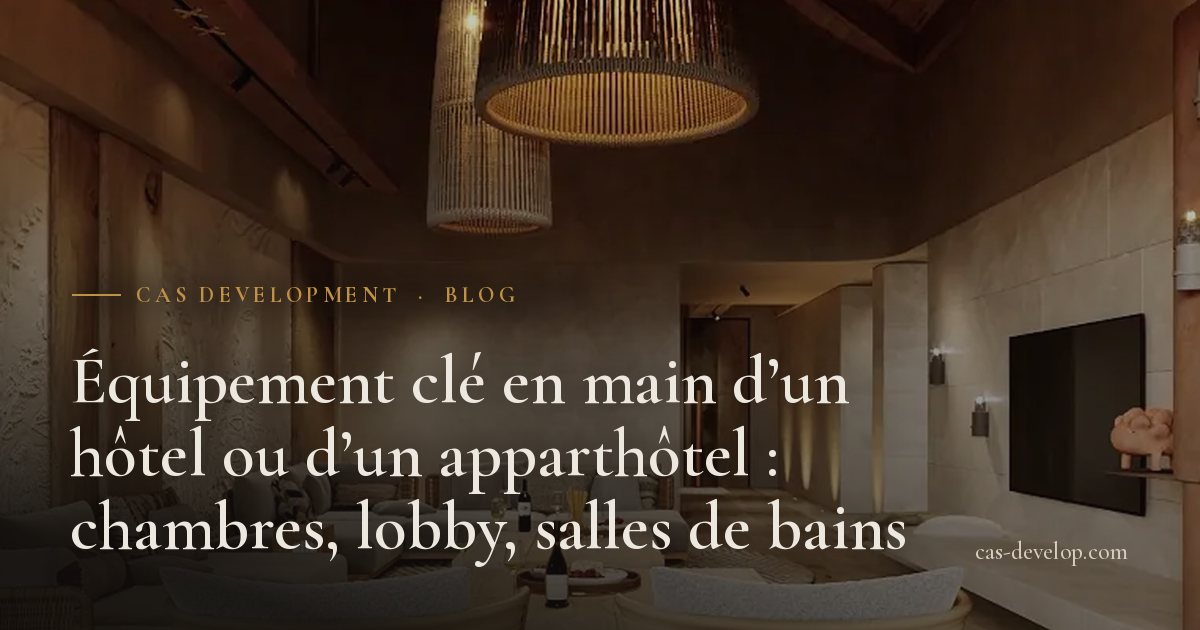 CAS DEVELOPMENT · BLOG
Équipement clé en main d’un
hôtel ou d’un apparthôtel :
chambres, lobby, salles de bains
cas-develop.com